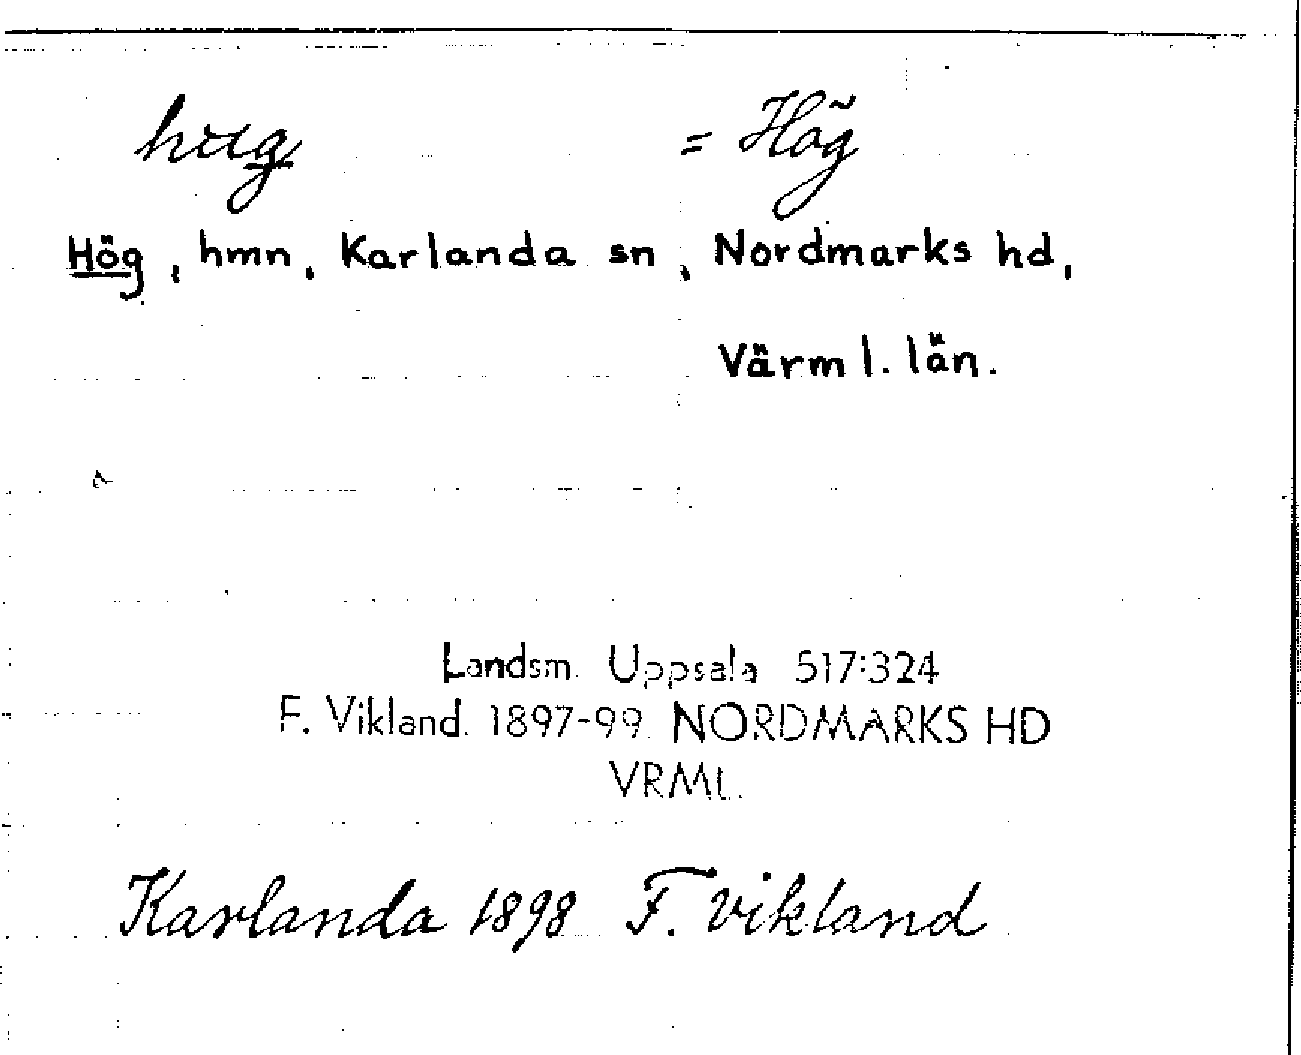 hug = Hög
Hög, hmn, Karlanda sn, Nordmarks hd,
Värml. län.
Landsm. Uppsala 517:324
F. Vikland. 1897-99. NORDMARKS HD
VRML.
Karlanda 1898 F. Vikland